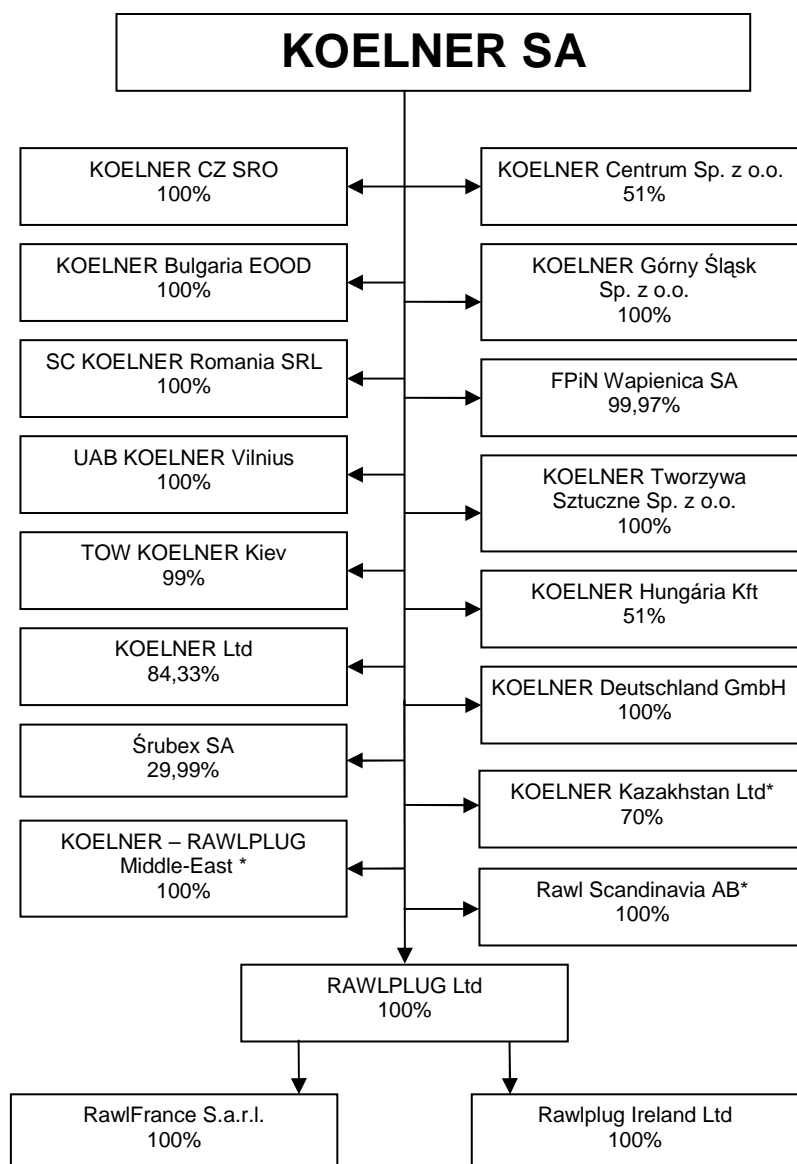 KOELNER SA
KOELNER CZ SRO
100%
KOELNER Centrum Sp. z o.o.
51%
KOELNER Bulgaria EOOD
100%
KOELNER Górny Śląsk
Sp. z o.o.
100%
SC KOELNER Romania SRL
100%
FPiN Wapienica SA
99,97%
UAB KOELNER Vilnius
100%
KOELNER Tworzywa
Sztuczne Sp. z o.o.
100%
TOW KOELNER Kiev
99%
KOELNER Hungária Kft
51%
KOELNER Ltd
84,33%
KOELNER Deutschland GmbH
100%
Śrubex SA
29,99%
KOELNER Kazakhstan Ltd*
70%
KOELNER – RAWLPLUG
Middle-East *
100%
Rawl Scandinavia AB*
100%
RAWLPLUG Ltd
100%
RawlFrance S.a.r.l.
100%
Rawlplug Ireland Ltd
100%